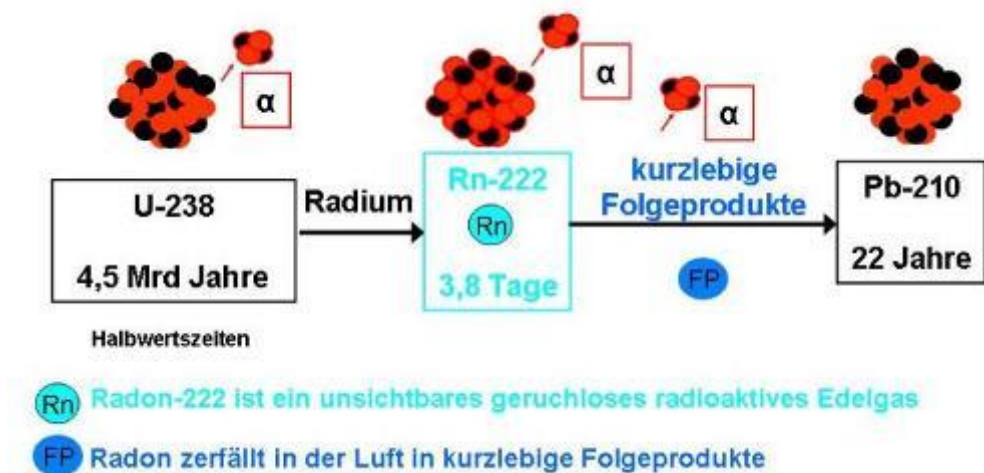 α
α
α
U-238
4,5 Mrd Jahre
Radium
Rn-222
Rn
3,8 Tage
kurzlebige
Folgeprodukte
FP
Pb-210
22 Jahre
Halbwertszeiten
Rn Radon-222 ist ein unsichtbares geruchloses radioaktives Edelgas
FP Radon zerfällt in der Luft in kurzlebige Folgeprodukte